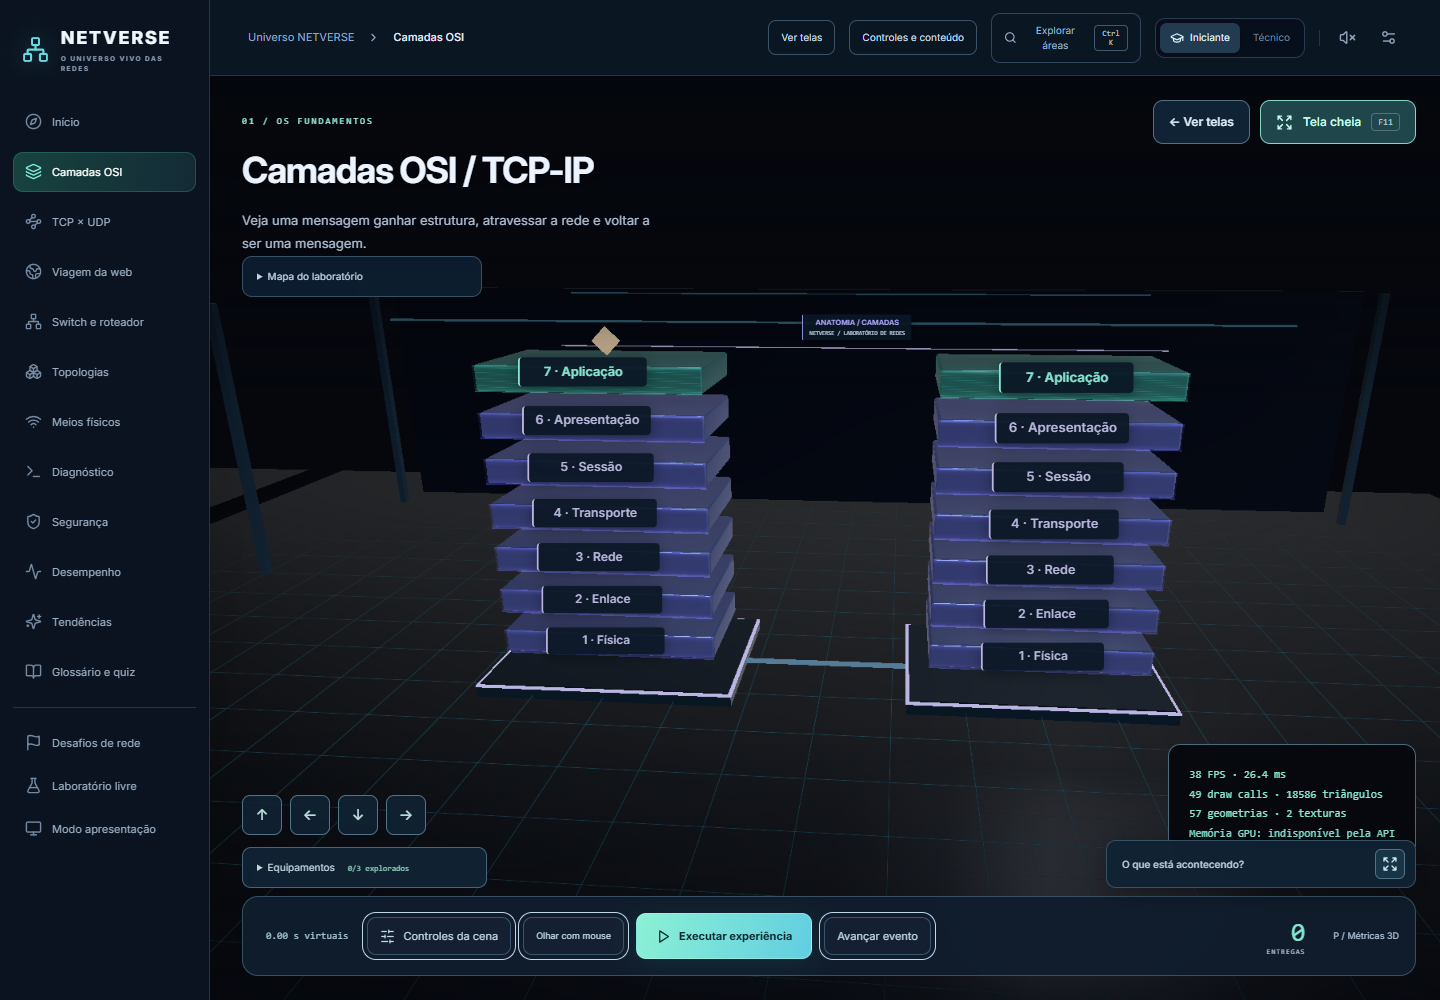 NETVERSE
O UNIVERSO VIVO DAS
REDES
Início
Camadas OSI
TCP × UDP
Viagem da web
Switch e roteador
Topologias
Meios físicos
Diagnóstico
Segurança
Desempenho
Tendências
Glossário e quiz
Desafios de rede
Laboratório livre
Modo apresentação
Universo NETVERSE > Camadas OSI
Ver telas
Controles e conteúdo
Explorar
áreas
Ctrl
K
Iniciante
Técnico
01 / OS FUNDAMENTOS
← Ver telas
Tela cheia F11
Camadas OSI / TCP-IP
Veja uma mensagem ganhar estrutura, atravessar a rede e voltar a
ser uma mensagem.
▸ Mapa do laboratório
ANATOMIA / CAMADAS
NETVERSE / LABORATÓRIO DE REDES
7 · Aplicação
6 · Apresentação
5 · Sessão
4 · Transporte
3 · Rede
2 · Enlace
1 · Física
7 · Aplicação
6 · Apresentação
5 · Sessão
4 · Transporte
3 · Rede
2 · Enlace
1 · Física
38 FPS · 26.4 ms
49 draw calls · 18586 triângulos
57 geometrias · 2 texturas
Memória GPU: indisponível pela API
↑ ← ↓ →
▸ Equipamentos 0/3 explorados
O que está acontecendo?
0.00 s virtuais
Controles da cena
Olhar com mouse
Executar experiência
Avançar evento
0
ENTREGAS
P / Métricas 3D